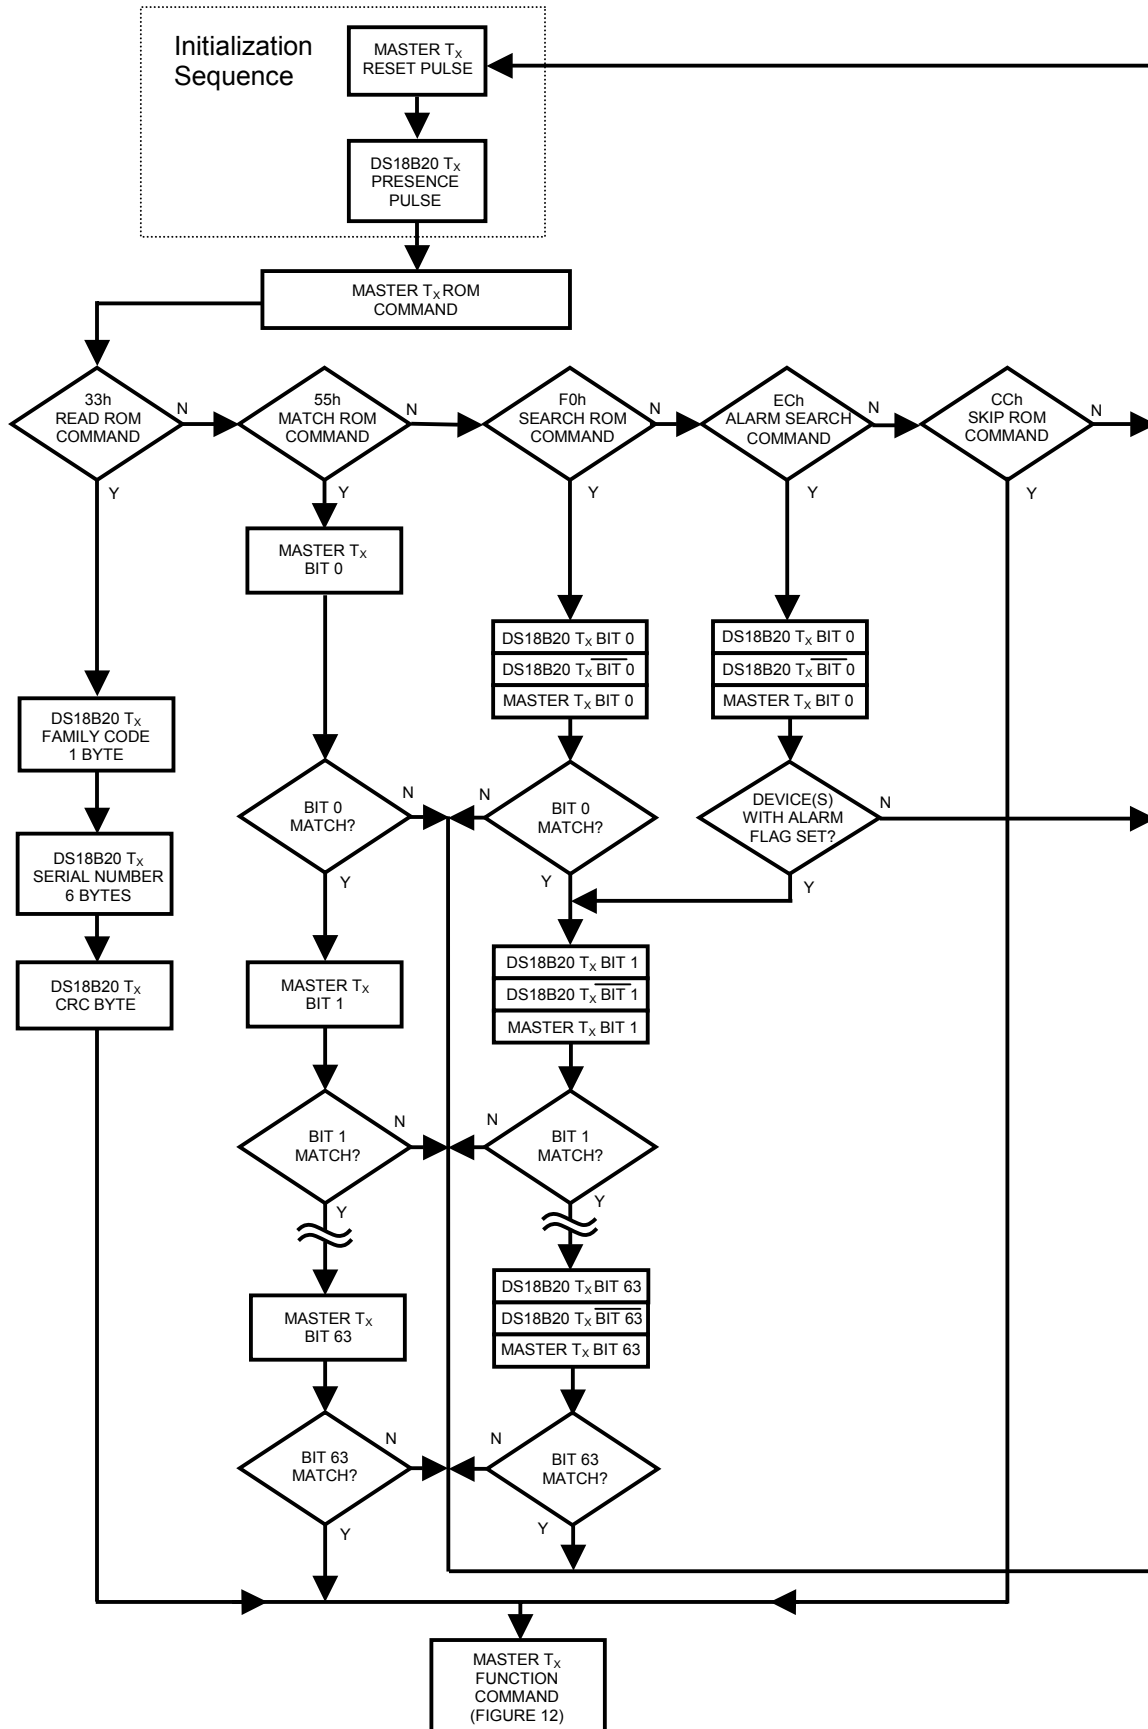 Initialization
Sequence
MASTER TX
RESET PULSE
DS18B20 TX
PRESENCE
PULSE
MASTER TX ROM
COMMAND
33h
READ ROM
COMMAND
N
Y
55h
MATCH ROM
COMMAND
N
Y
F0h
SEARCH ROM
COMMAND
N
Y
ECh
ALARM SEARCH
COMMAND
N
Y
CCh
SKIP ROM
COMMAND
N
Y
MASTER TX
BIT 0
DS18B20 TX BIT 0
DS18B20 TX BIT 0
MASTER TX BIT 0
DS18B20 TX BIT 0
DS18B20 TX BIT 0
MASTER TX BIT 0
DS18B20 TX
FAMILY CODE
1 BYTE
BIT 0
MATCH?
N
Y
N
BIT 0
MATCH?
Y
DEVICE(S)
WITH ALARM
FLAG SET?
N
Y
DS18B20 TX
SERIAL NUMBER
6 BYTES
DS18B20 TX
CRC BYTE
MASTER TX
BIT 1
DS18B20 TX BIT 1
DS18B20 TX BIT 1
MASTER TX BIT 1
BIT 1
MATCH?
N
Y
N
BIT 1
MATCH?
Y
MASTER TX
BIT 63
DS18B20 TX BIT 63
DS18B20 TX BIT 63
MASTER TX BIT 63
BIT 63
MATCH?
N
Y
N
BIT 63
MATCH?
Y
MASTER TX
FUNCTION
COMMAND
(FIGURE 12)